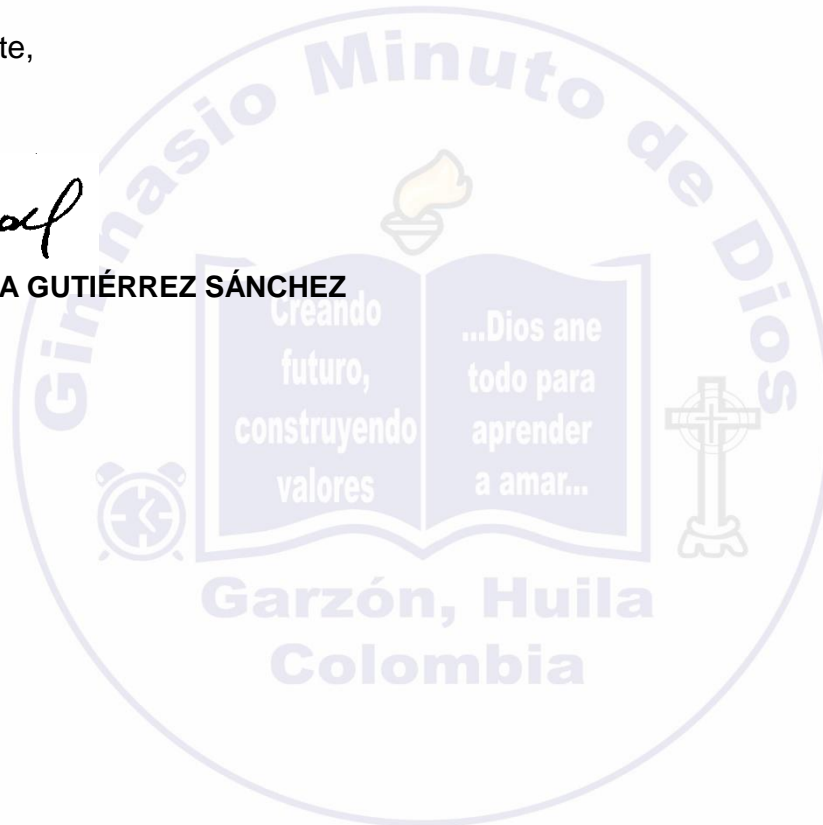 te,
A GUTIÉRREZ SÁNCHEZ
Gimnasio Minuto de Dios
Creando
futuro,
construyendo
valores
...Dios ane
todo para
aprender
a amar...
Garzón, Huila
Colombia